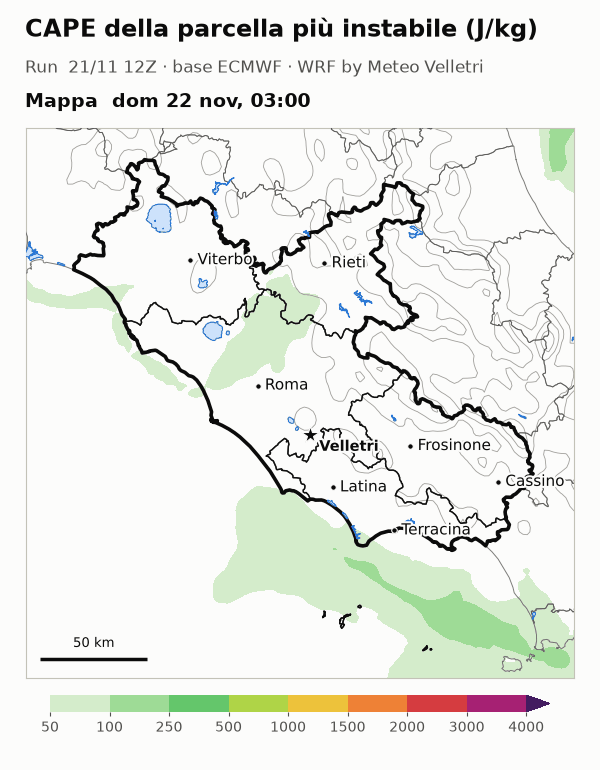 CAPE della parcella più instabile (J/kg)
Run  21/11 12Z · base ECMWF · WRF by Meteo Velletri
Mappa  dom 22 nov, 03:00
Viterbo
Rieti
Roma
Velletri
Frosinone
Latina
Cassino
Terracina
50 km
50 100 250 500 1000 1500 2000 3000 4000